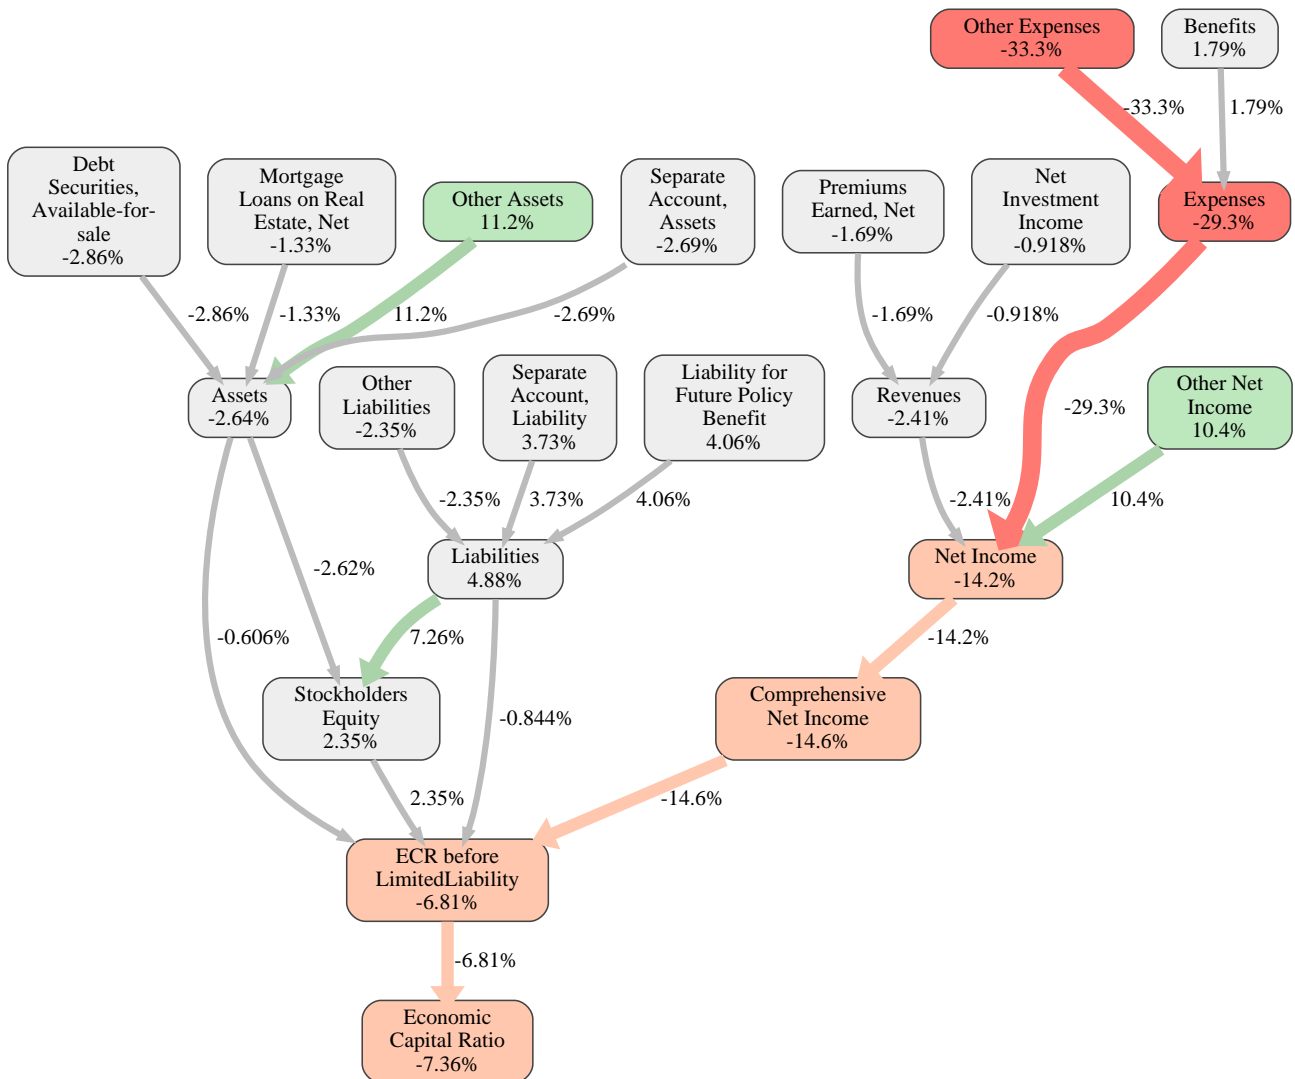 Other Expenses
-33.3%
Benefits
1.79%
-33.3%
1.79%
Debt
Securities,
Available-for-
sale
-2.86%
Mortgage
Loans on Real
Estate, Net
-1.33%
Other Assets
11.2%
Separate
Account,
Assets
-2.69%
Premiums
Earned, Net
-1.69%
Net
Investment
Income
-0.918%
Expenses
-29.3%
-2.86%
-1.33%
11.2%
-2.69%
-1.69%
-0.918%
-29.3%
Assets
-2.64%
Other
Liabilities
-2.35%
Separate
Account,
Liability
3.73%
Liability for
Future Policy
Benefit
4.06%
Revenues
-2.41%
Other Net
Income
10.4%
-2.35%
3.73%
4.06%
-2.41%
10.4%
Liabilities
4.88%
Net Income
-14.2%
-2.62%
-0.606%
7.26%
-14.2%
Stockholders
Equity
2.35%
-0.844%
Comprehensive
Net Income
-14.6%
2.35%
-14.6%
ECR before
LimitedLiability
-6.81%
-6.81%
Economic
Capital Ratio
-7.36%